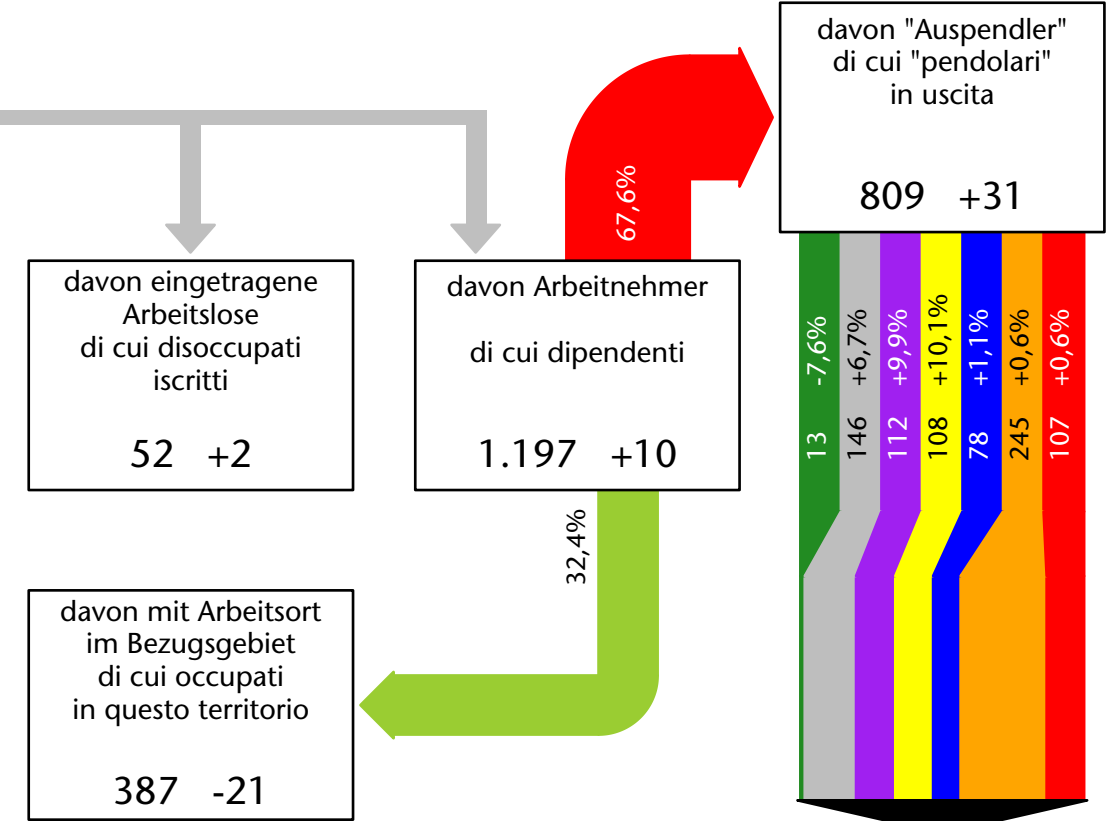 davon "Auspendler"
di cui "pendolari"
in uscita
809 +31
67,6%
davon eingetragene
Arbeitslose
di cui disoccupati
iscritti
52 +2
davon Arbeitnehmer
di cui dipendenti
1.197 +10
13 -7,6%
146 +6,7%
112 +9,9%
108 +10,1%
78 +1,1%
245 +0,6%
107 +0,6%
32,4%
davon mit Arbeitsort
im Bezugsgebiet
di cui occupati
in questo territorio
387 -21